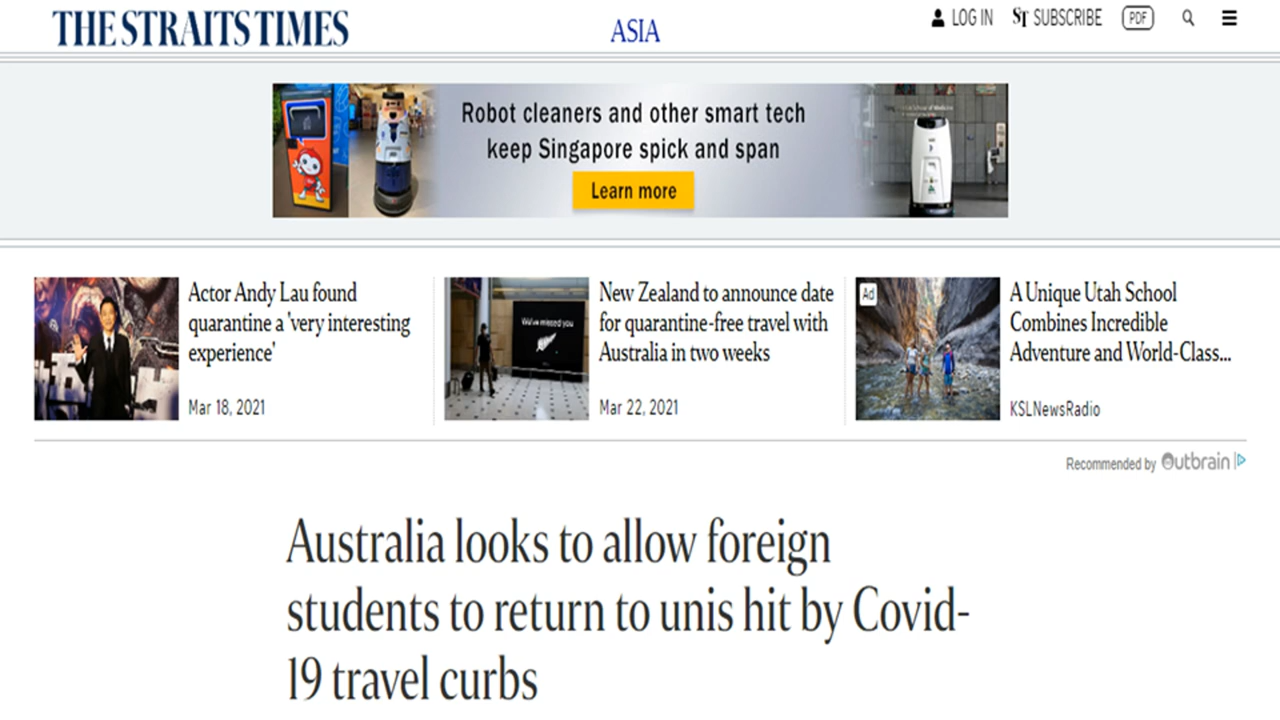 THE STRAITS TIMES
ASIA
LOG IN
ST SUBSCRIBE
PDF
Robot cleaners and other smart tech
keep Singapore spick and span
Learn more
Actor Andy Lau found
quarantine a 'very interesting
experience'
Mar 18, 2021
We've missed you
New Zealand to announce date
for quarantine-free travel with
Australia in two weeks
Mar 22, 2021
Ad
A Unique Utah School
Combines Incredible
Adventure and World-Class...
KSLNewsRadio
Recommended by Outbrain
Australia looks to allow foreign
students to return to unis hit by Covid-
19 travel curbs